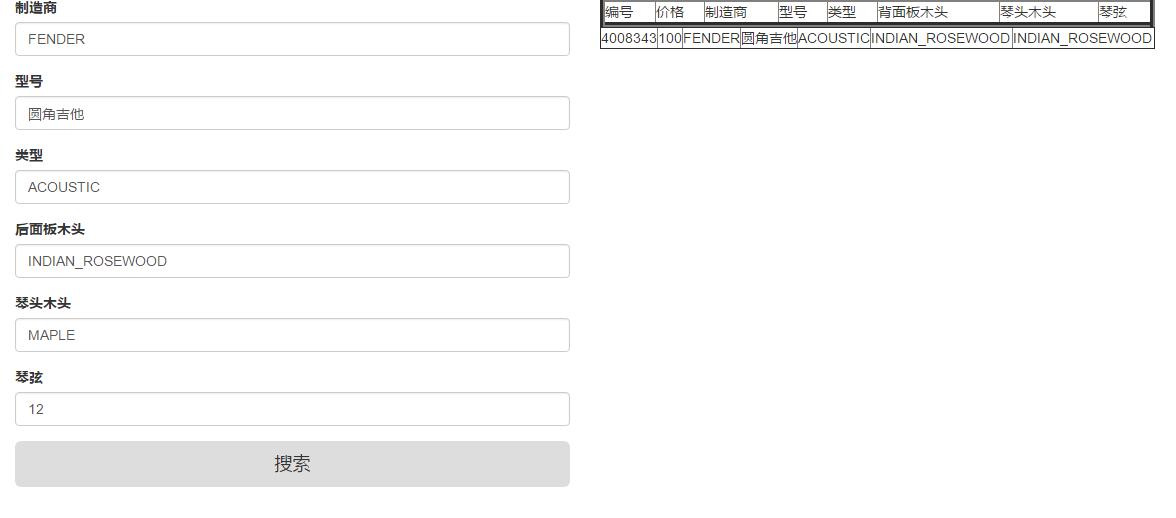 制造商
FENDER
型号
圆角吉他
类型
ACOUSTIC
后面板木头
INDIAN_ROSEWOOD
琴头木头
MAPLE
琴弦
12
搜索
编号 价格 制造商 型号 类型 背面板木头 琴头木头 琴弦
4008343 100 FENDER 圆角吉他 ACOUSTIC INDIAN_ROSEWOOD INDIAN_ROSEWOOD